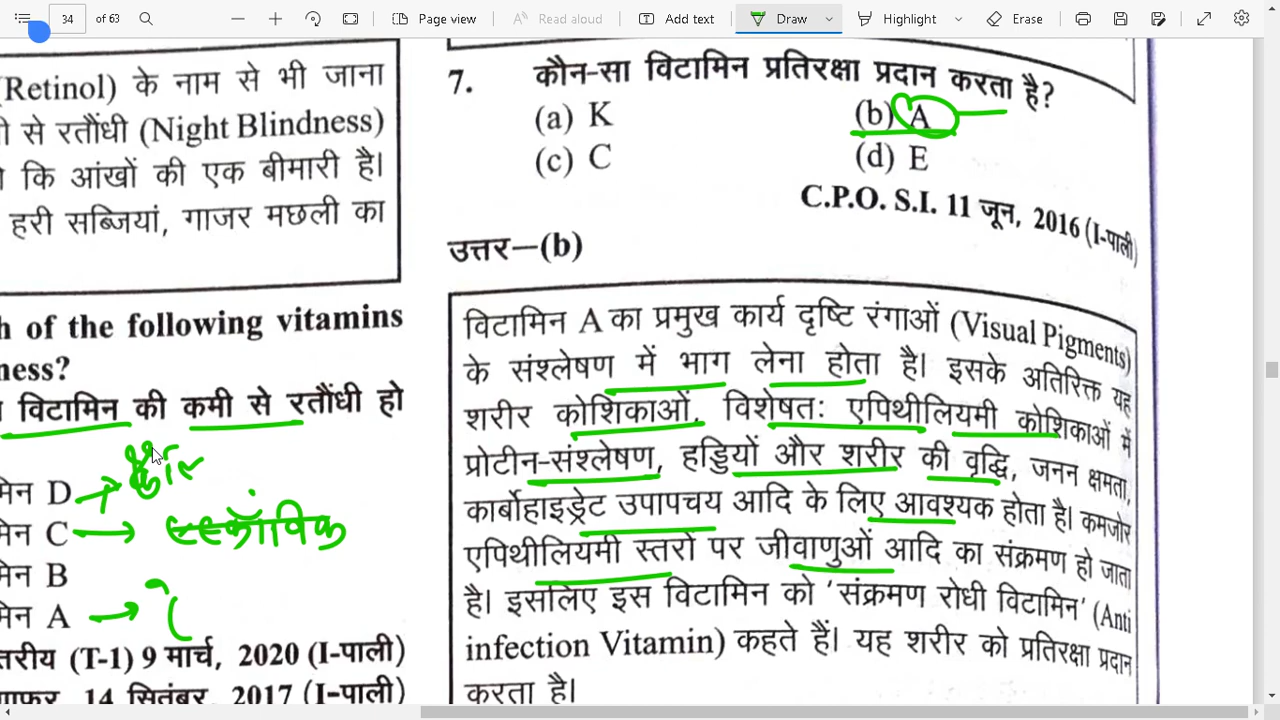 34 of 63 Page view Read aloud Add text Draw Highlight Erase
(Retinol) के नाम से भी जाना
से रतौंधी (Night Blindness)
कि आंखों की एक बीमारी है।
हरी सब्जियां, गाजर मछली का
h of the following vitamins
ness?
विटामिन की कमी से रतौंधी हो
मिन D
मिन C
मिन B
मिन A
तरीय (T-1) 9 मार्च, 2020 (I-पाली)
14 सितंबर, 2017 (I-पाली)
7. कौन-सा विटामिन प्रतिरक्षा प्रदान करता है?
(a) K (b) A
(c) C (d) E
C.P.O. S.I. 11 जून, 2016 (I-पाली)
उत्तर—(b)
विटामिन A का प्रमुख कार्य दृष्टि रंगाओं (Visual Pigments)
के संश्लेषण में भाग लेना होता है। इसके अतिरिक्त यह
शरीर कोशिकाओं, विशेषतः एपिथीलियमी कोशिकाओं में
प्रोटीन-संश्लेषण, हड्डियों और शरीर की वृद्धि, जनन क्षमता,
कार्बोहाइड्रेट उपापचय आदि के लिए आवश्यक होता है। कमजोर
एपिथीलियमी स्तरों पर जीवाणुओं आदि का संक्रमण हो जाता
है। इसलिए इस विटामिन को 'संक्रमण रोधी विटामिन' (Anti
infection Vitamin) कहते हैं। यह शरीर को प्रतिरक्षा प्रदान
करता है।